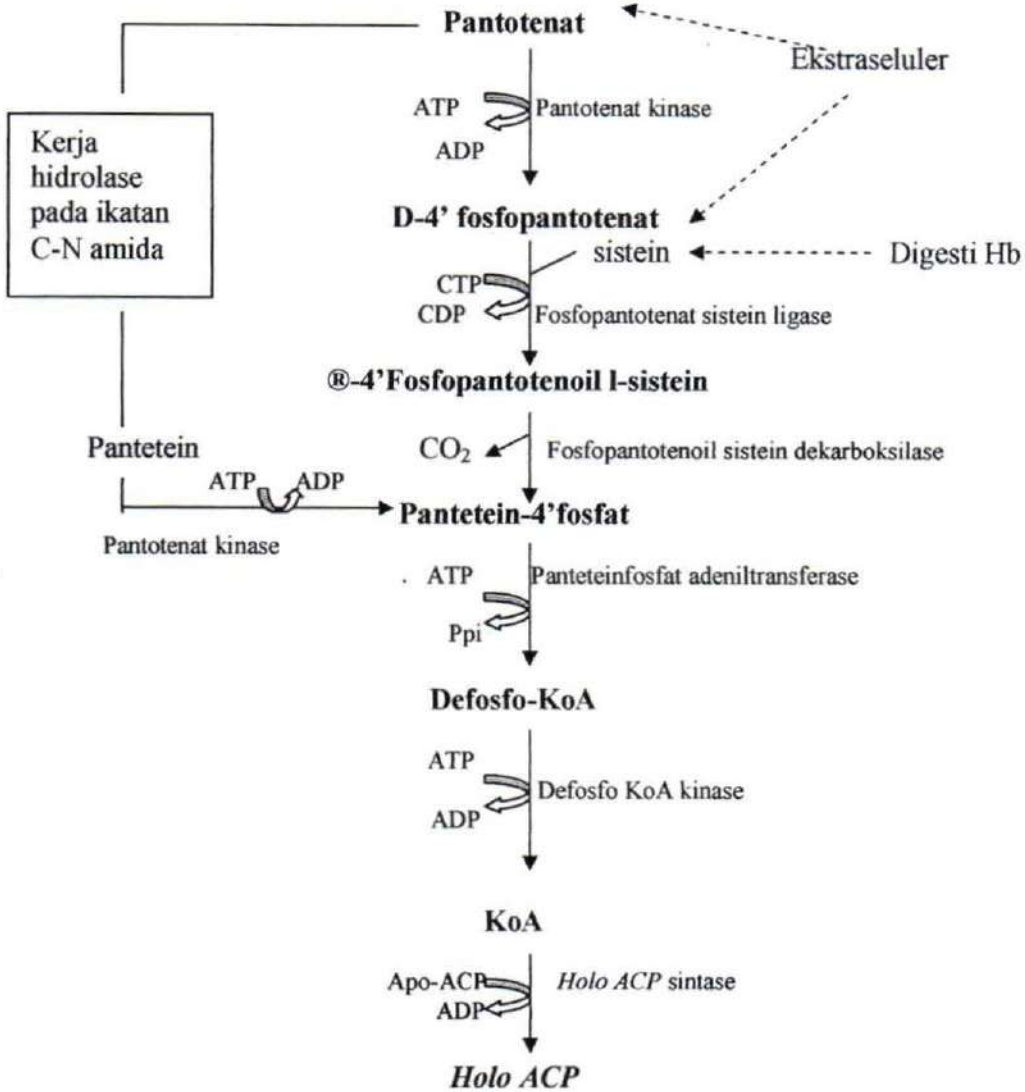 Pantotenat
Ekstraseluler
ATP
Pantotenat kinase
ADP
Kerja
hidrolase
pada ikatan
C-N amida
D-4' fosfopantotenat
sistein
Digesti Hb
CTP
CDP
Fosfopantotenat sistein ligase
®-4'Fosfopantotenoil l-sistein
Pantetein
CO₂
Fosfopantotenoil sistein dekarboksilase
ATP
ADP
Pantetein-4'fosfat
Pantotenat kinase
ATP
Panteteinfosfat adeniltransferase
Ppi
Defosfo-KoA
ATP
Defosfo KoA kinase
ADP
KoA
Apo-ACP
Holo ACP sintase
ADP
Holo ACP